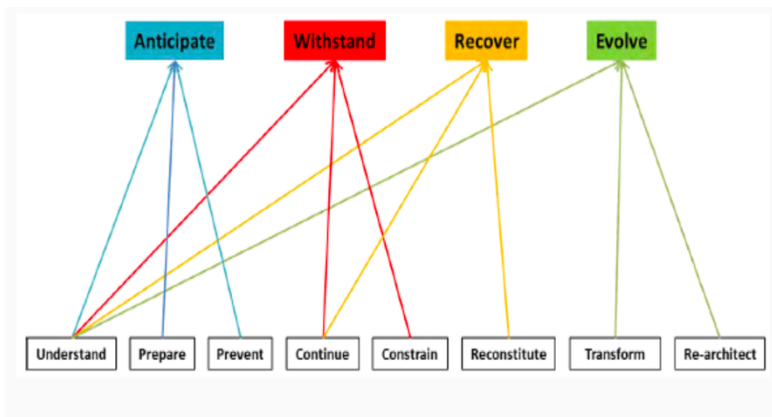 Anticipate Withstand Recover Evolve
Understand Prepare Prevent Continue Constrain Reconstitute Transform Re-architect